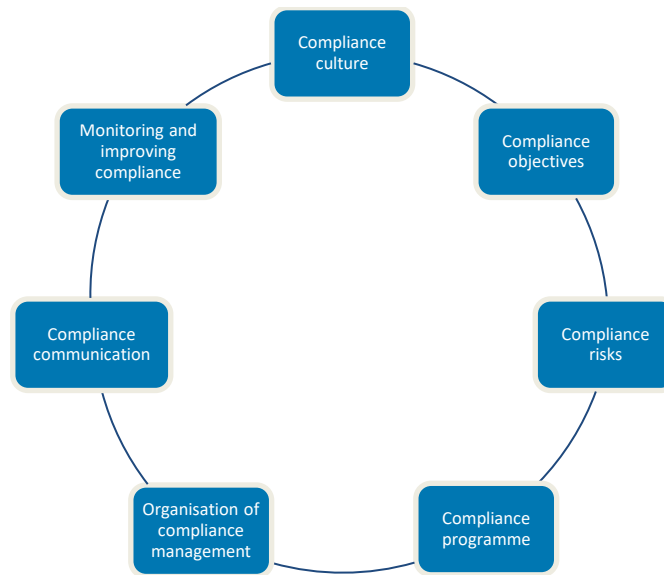 Compliance
culture
Compliance
objectives
Compliance
risks
Compliance
programme
Organisation of
compliance
management
Compliance
communication
Monitoring and
improving
compliance